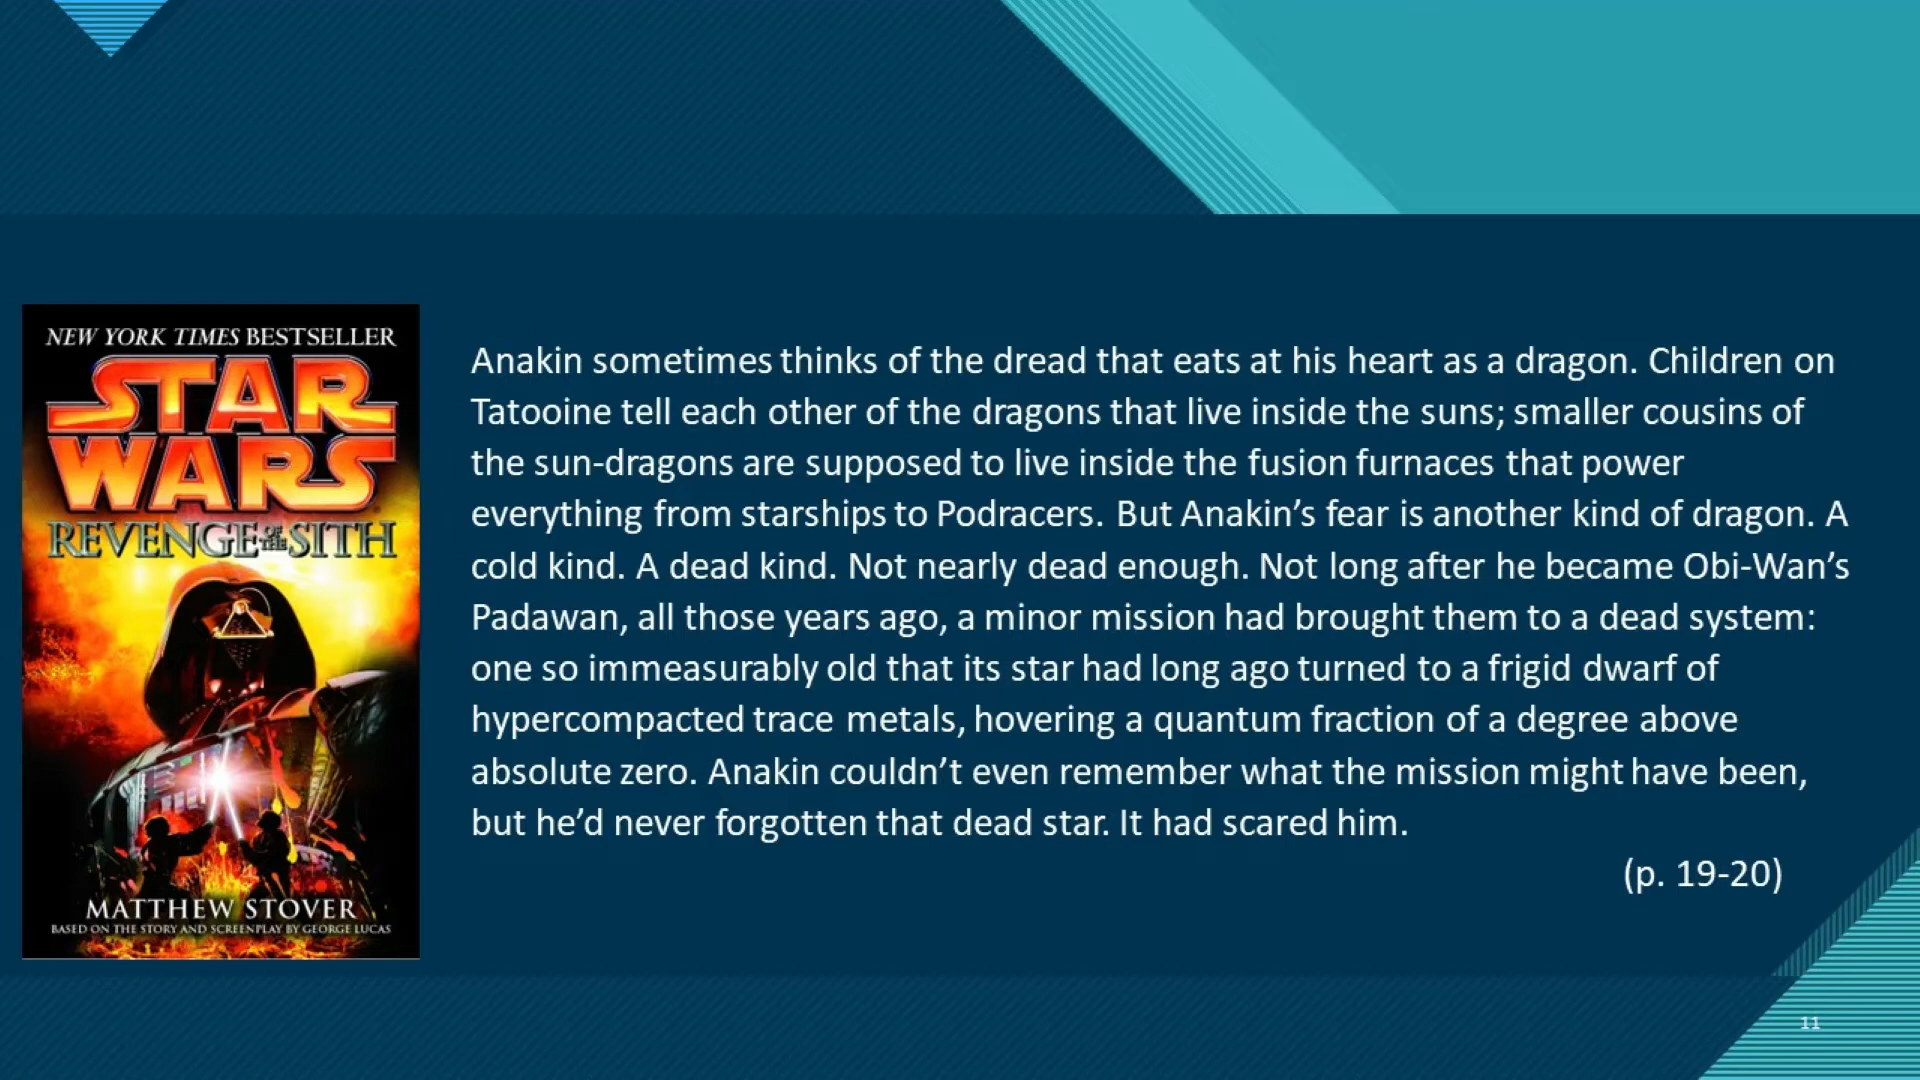 NEW YORK TIMES BESTSELLER
STAR
WARS
REVENGE OF THE SITH
MATTHEW STOVER
BASED ON THE STORY AND SCREENPLAY BY GEORGE LUCAS
Anakin sometimes thinks of the dread that eats at his heart as a dragon. Children on
Tatooine tell each other of the dragons that live inside the suns; smaller cousins of
the sun-dragons are supposed to live inside the fusion furnaces that power
everything from starships to Podracers. But Anakin’s fear is another kind of dragon. A
cold kind. A dead kind. Not nearly dead enough. Not long after he became Obi-Wan’s
Padawan, all those years ago, a minor mission had brought them to a dead system:
one so immeasurably old that its star had long ago turned to a frigid dwarf of
hypercompacted trace metals, hovering a quantum fraction of a degree above
absolute zero. Anakin couldn’t even remember what the mission might have been,
but he’d never forgotten that dead star. It had scared him.
(p. 19-20)
11